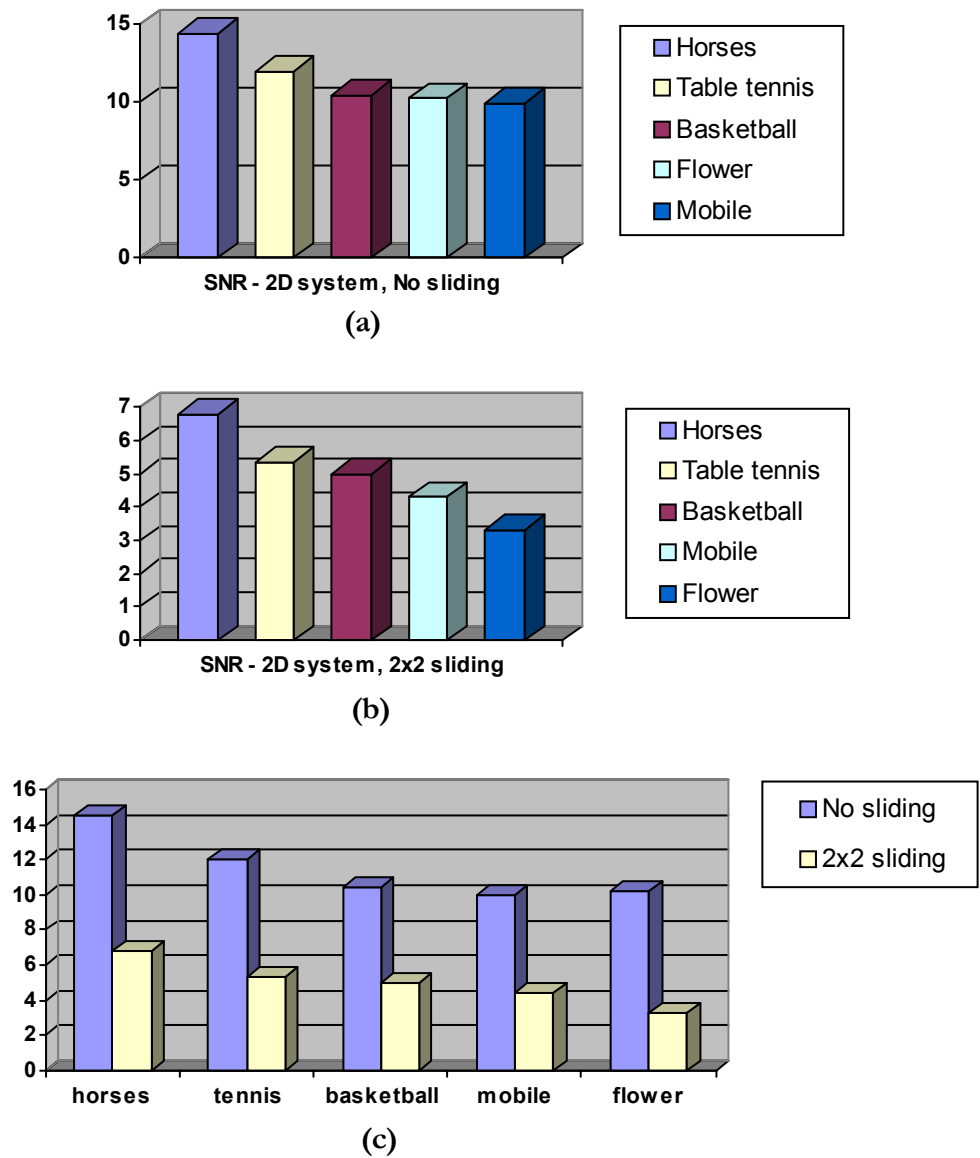 15
10
5
0
SNR - 2D system, No sliding
Horses
Table tennis
Basketball
Flower
Mobile
(a)
7
6
5
4
3
2
1
0
SNR - 2D system, 2x2 sliding
Horses
Table tennis
Basketball
Mobile
Flower
(b)
16
14
12
10
8
6
4
2
0
horses tennis basketball mobile flower
No sliding
2x2 sliding
(c)